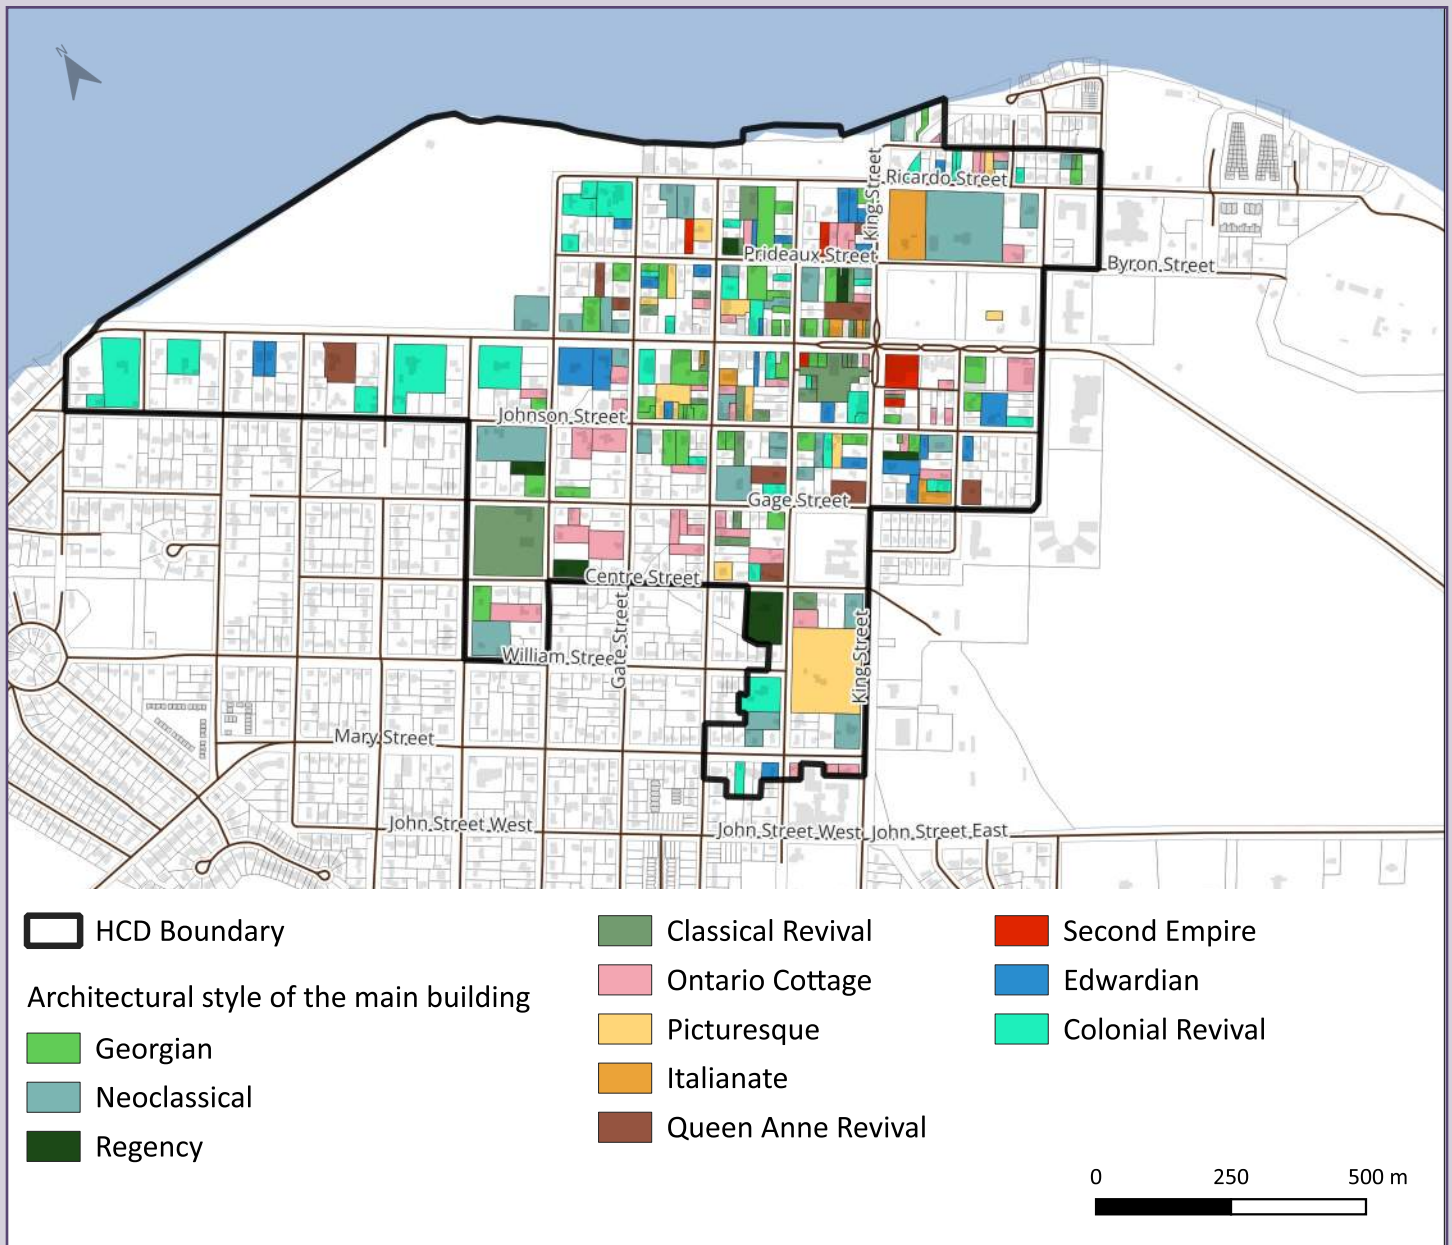 N
King Street
Ricardo Street
Prideaux Street
Byron Street
Johnson Street
Gage Street
Centre Street
Gate Street
William Stree
King Street
Mary Street
John Street West
John Street West
John Street East
HCD Boundary
Architectural style of the main building
Georgian
Neoclassical
Regency
Classical Revival
Ontario Cottage
Picturesque
Italianate
Queen Anne Revival
Second Empire
Edwardian
Colonial Revival
0 250 500 m